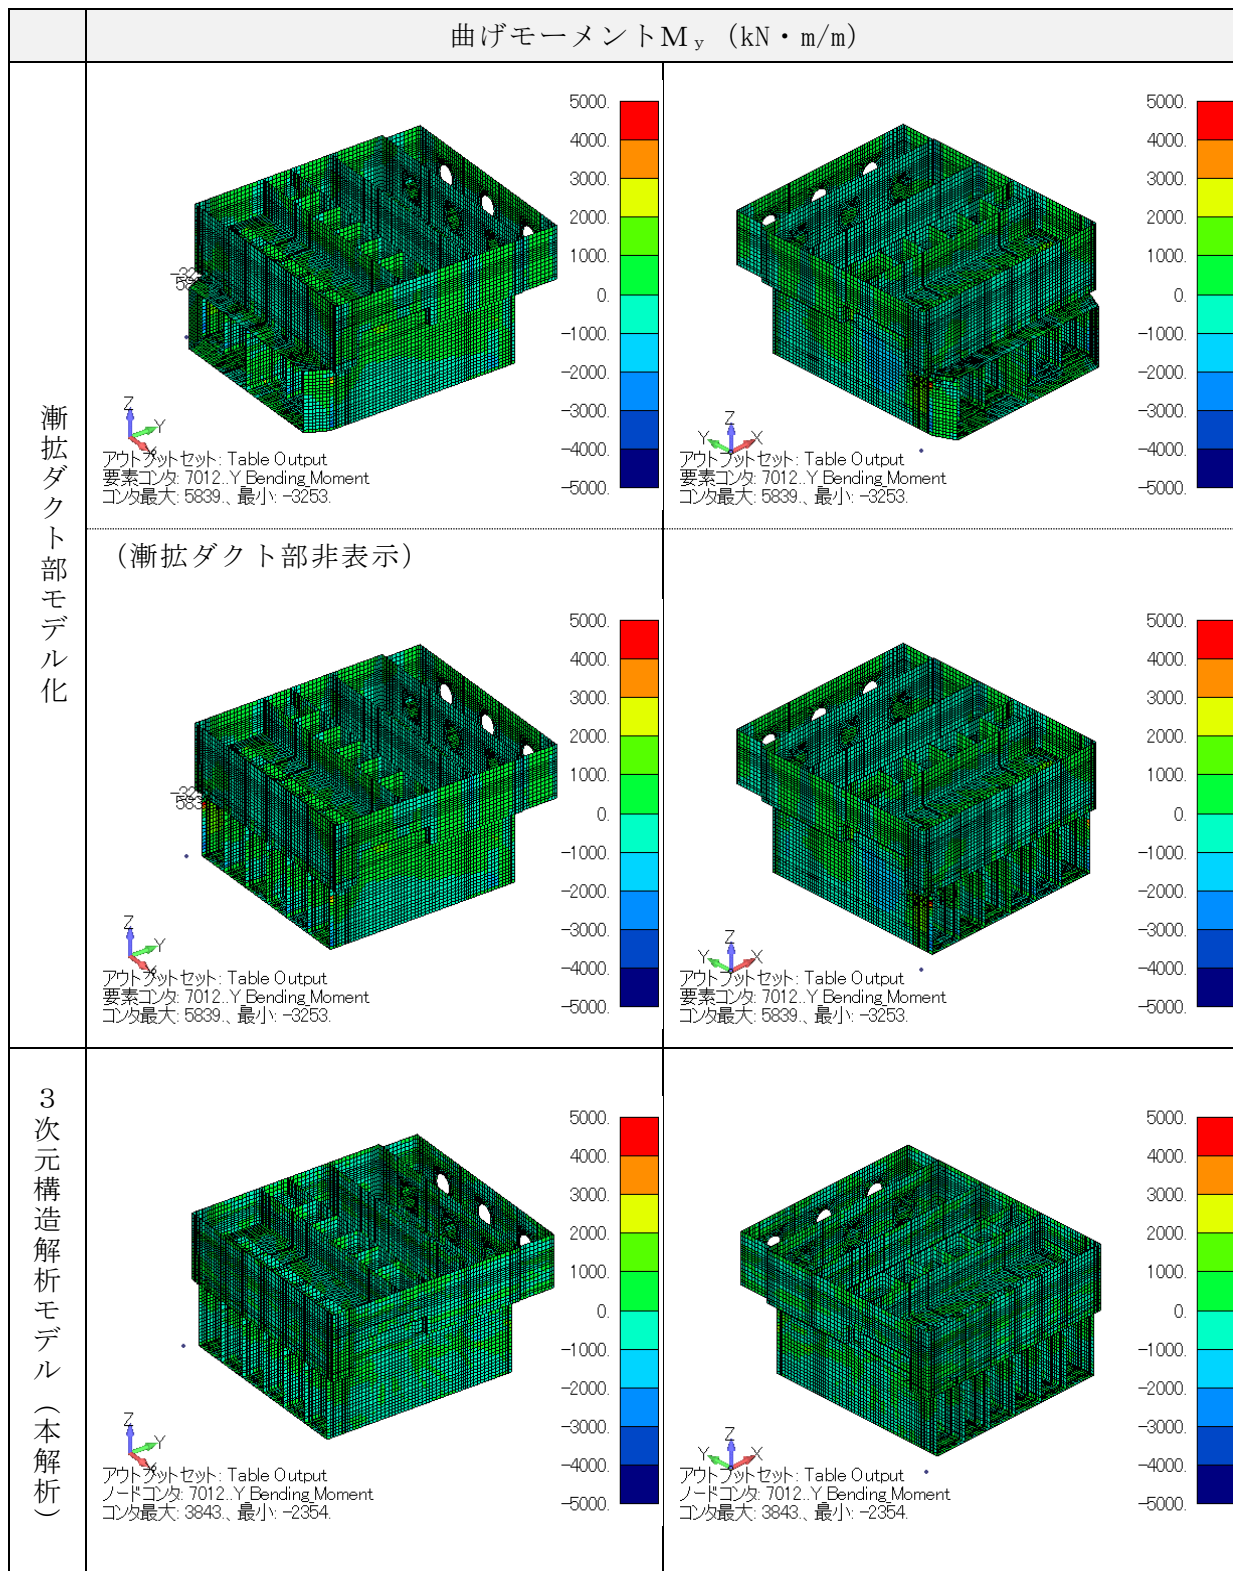 曲げモーメントMy (kN・m/m)
漸拡ダクト部モデル化
5000.
4000.
3000.
2000.
1000.
0.
-1000.
-2000.
-3000.
-4000.
-5000.
Z
Y
X
アウトプットセット: Table Output
要素コンタ: 7012..Y Bending Moment
コンタ最大: 5839.、最小: -3253.
5000.
4000.
3000.
2000.
1000.
0.
-1000.
-2000.
-3000.
-4000.
-5000.
Z
Y X
アウトプットセット: Table Output
要素コンタ: 7012..Y Bending Moment
コンタ最大: 5839.、最小: -3253.
(漸拡ダクト部非表示)
5000.
4000.
3000.
2000.
1000.
0.
-1000.
-2000.
-3000.
-4000.
-5000.
Z
Y
X
アウトプットセット: Table Output
要素コンタ: 7012..Y Bending Moment
コンタ最大: 5839.、最小: -3253.
5000.
4000.
3000.
2000.
1000.
0.
-1000.
-2000.
-3000.
-4000.
-5000.
Z
Y X
アウトプットセット: Table Output
要素コンタ: 7012..Y Bending Moment
コンタ最大: 5839.、最小: -3253.
3次元構造解析モデル(本解析)
5000.
4000.
3000.
2000.
1000.
0.
-1000.
-2000.
-3000.
-4000.
-5000.
Z
Y
X
アウトプットセット: Table Output
ノードコンタ: 7012..Y Bending Moment
コンタ最大: 3843.、最小: -2354.
5000.
4000.
3000.
2000.
1000.
0.
-1000.
-2000.
-3000.
-4000.
-5000.
Z
Y X
アウトプットセット: Table Output
ノードコンタ: 7012..Y Bending Moment
コンタ最大: 3843.、最小: -2354.